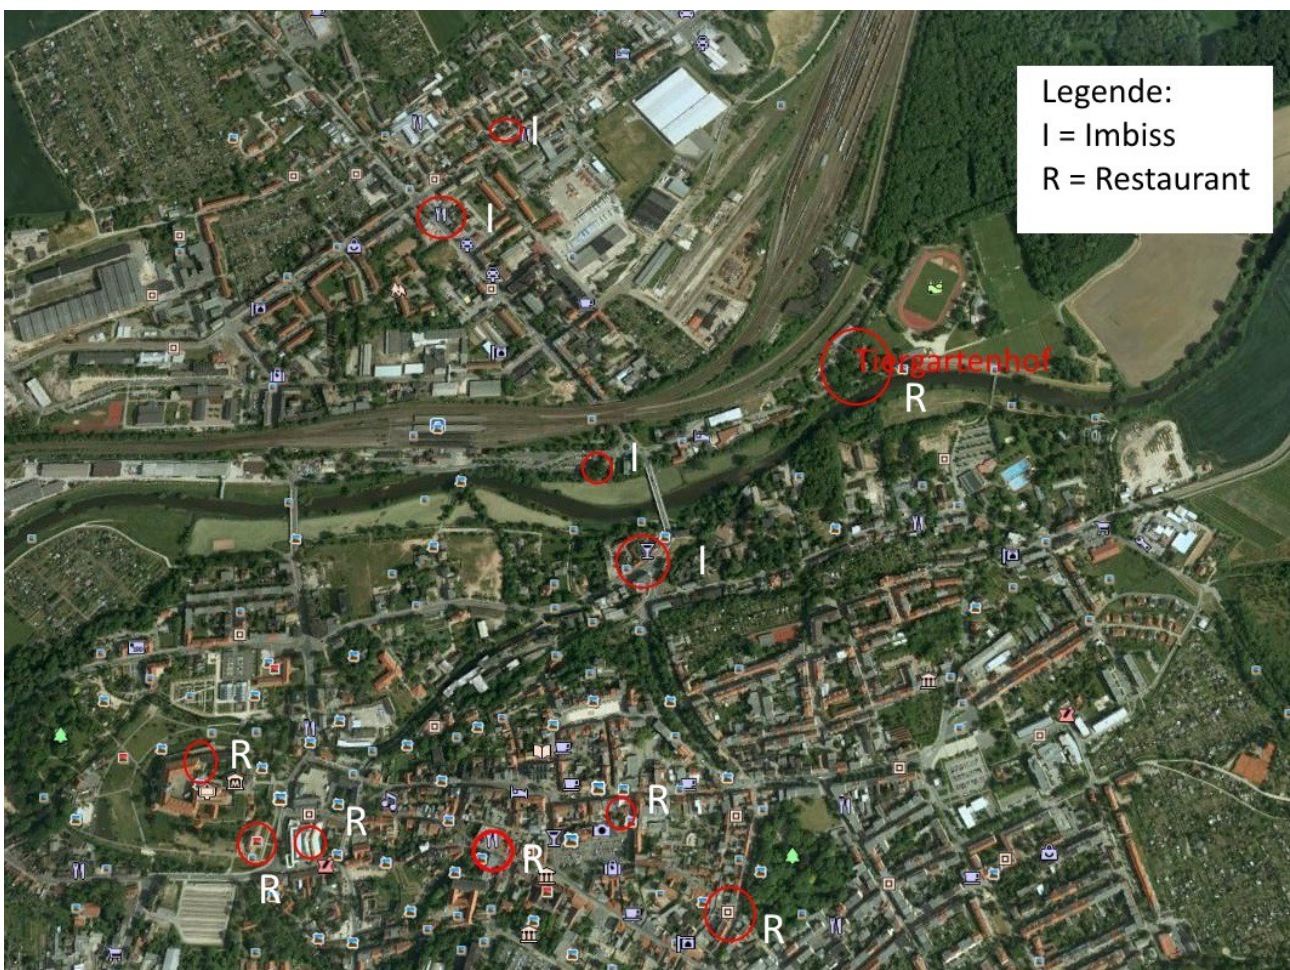 Legende:
I = Imbiss
R = Restaurant
I
I
Tiergartenhof
R
I
I
R
R
R
R
R
R